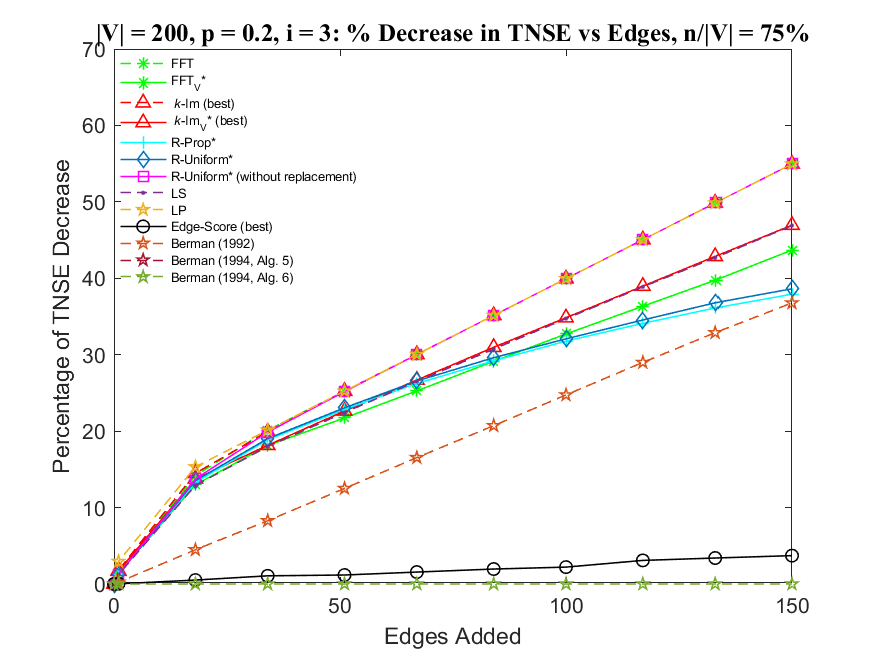 |V| = 200, p = 0.2, i = 3: % Decrease in TNSE vs Edges, n/|V| = 75%
70
60
50
40
30
20
10
0
Percentage of TNSE Decrease
FFT
FFT_V*
k-Im (best)
k-Im_V* (best)
R-Prop*
R-Uniform*
R-Uniform* (without replacement)
LS
LP
Edge-Score (best)
Berman (1992)
Berman (1994, Alg. 5)
Berman (1994, Alg. 6)
0 50 100 150
Edges Added